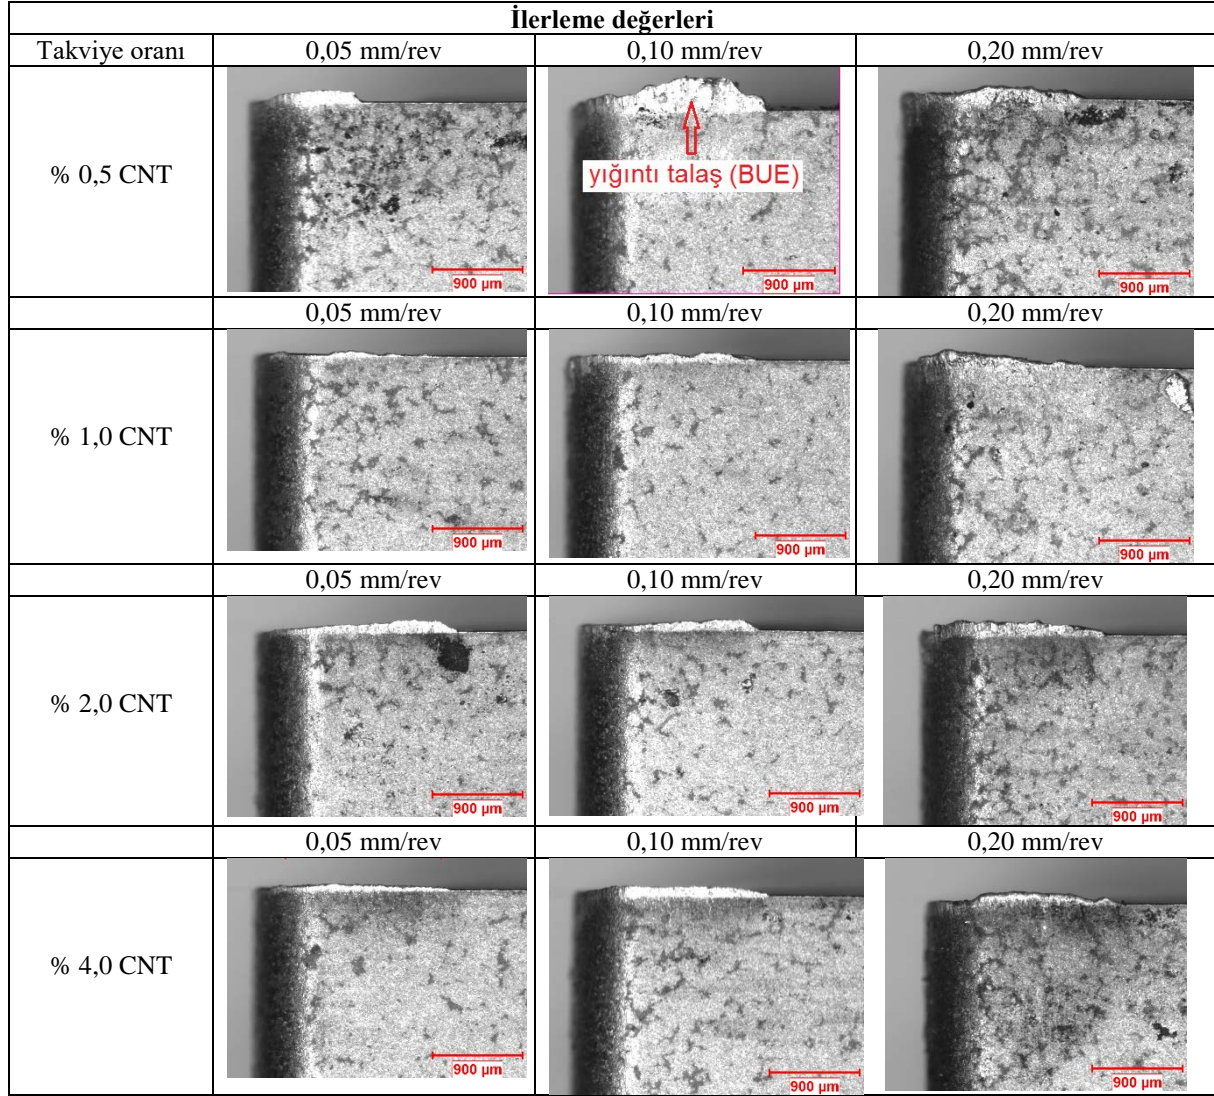 İlerleme değerleri
Takviye oranı 0,05 mm/rev 0,10 mm/rev 0,20 mm/rev
% 0,5 CNT
yığıntı talaş (BUE)
900 µm 900 µm 900 µm
0,05 mm/rev 0,10 mm/rev 0,20 mm/rev
% 1,0 CNT
900 µm 900 µm 900 µm
0,05 mm/rev 0,10 mm/rev 0,20 mm/rev
% 2,0 CNT
900 µm 900 µm 900 µm
0,05 mm/rev 0,10 mm/rev 0,20 mm/rev
% 4,0 CNT
900 µm 900 µm 900 µm